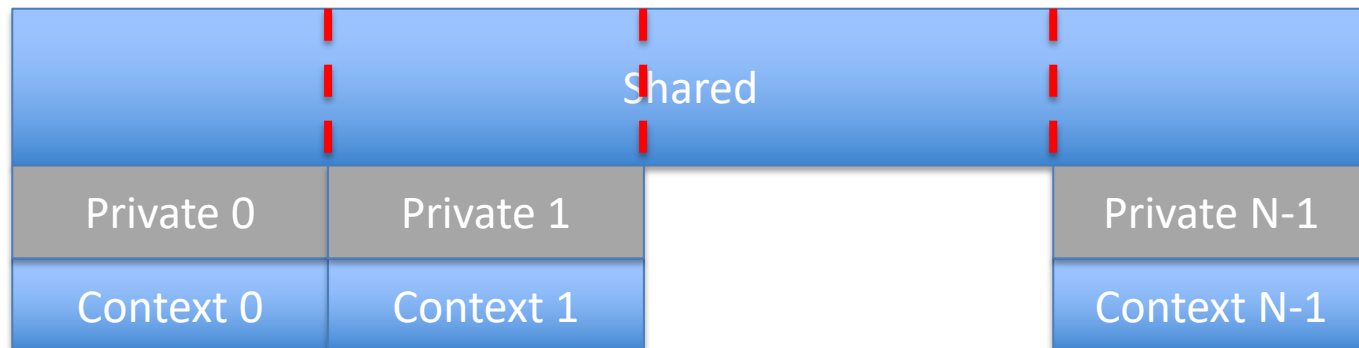 Shared
Private 0
Private 1
Private N-1
Context 0
Context 1
Context N-1